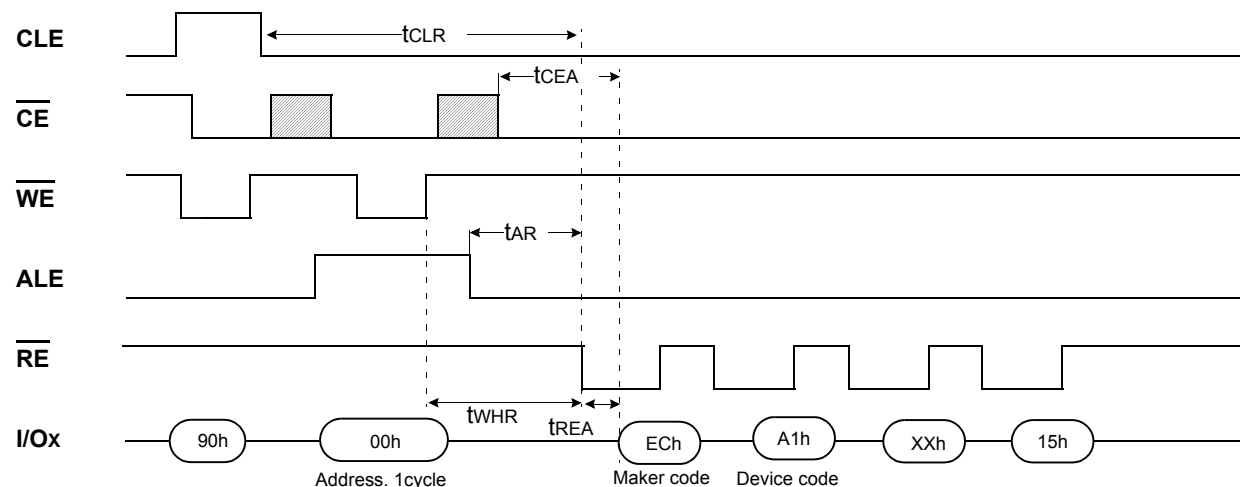 CLE
tCLR
tCEA
CE
WE
tAR
ALE
RE
tWHR
tREA
I/Ox
90h
00h
ECh
A1h
XXh
15h
Address. 1cycle
Maker code
Device code